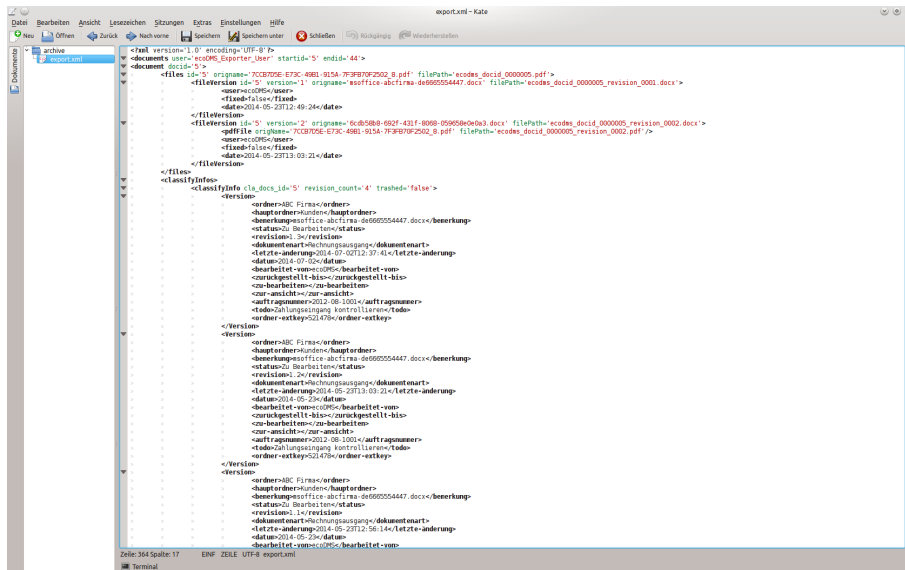 export.xml - Kate
Datei Bearbeiten Ansicht Lesezeichen Sitzungen Extras Einstellungen Hilfe
Neu Öffnen Zurück Nach vorne Speichern Speichern unter Schließen Rückgängig Wiederherstellen
Dokumente
archive
export.xml
<?xml version='1.0' encoding='UTF-8'?>
<documents user='ecoDMS_Exporter_User' startid='5' endid='44'>
<document docid='5'>
<files id='5' origname='7CCB7D5E-E73C-49B1-915A-7F3FB70F2502_8.pdf' filePath='ecodms_docid_0000005.pdf'>
<fileVersion id='5' version='1' origname='msoffice-abcfirma-de6665554447.docx' filePath='ecodms_docid_0000005_revision_0001.docx'>
<user>ecoDMS</user>
<fixed>false</fixed>
<date>2014-05-23T12:49:24</date>
</fileVersion>
<fileVersion id='5' version='2' origname='6cdb58b8-692f-431f-8068-059658e0e0a3.docx' filePath='ecodms_docid_0000005_revision_0002.docx'>
<pdfFile origName='7CCB7D5E-E73C-49B1-915A-7F3FB70F2502_8.pdf' filePath='ecodms_docid_0000005_revision_0002.pdf'/>
<user>ecoDMS</user>
<fixed>false</fixed>
<date>2014-05-23T13:03:21</date>
</fileVersion>
</files>
<classifyInfos>
<classifyInfo cla_docs_id='5' revision_count='4' trashed='false'>
<Version>
<ordner>ABC Firma</ordner>
<hauptordner>Kunden</hauptordner>
<bemerkung>msoffice-abcfirma-de6665554447.docx</bemerkung>
<status>Zu Bearbeiten</status>
<revision>1.3</revision>
<dokumentenart>Rechnungsausgang</dokumentenart>
<letzte-änderung>2014-07-02T12:37:41</letzte-änderung>
<datum>2014-07-02</datum>
<bearbeitet-von>ecoDMS</bearbeitet-von>
<zurückgestellt-bis></zurückgestellt-bis>
<zu-bearbeiten></zu-bearbeiten>
<zur-ansicht></zur-ansicht>
<auftragsnummer>2012-08-1001</auftragsnummer>
<todo>Zahlungseingang kontrollieren</todo>
<ordner-extkey>521478</ordner-extkey>
</Version>
<Version>
<ordner>ABC Firma</ordner>
<hauptordner>Kunden</hauptordner>
<bemerkung>msoffice-abcfirma-de6665554447.docx</bemerkung>
<status>Zu Bearbeiten</status>
<revision>1.2</revision>
<dokumentenart>Rechnungsausgang</dokumentenart>
<letzte-änderung>2014-05-23T13:03:21</letzte-änderung>
<datum>2014-05-23</datum>
<bearbeitet-von>ecoDMS</bearbeitet-von>
<zurückgestellt-bis></zurückgestellt-bis>
<zu-bearbeiten></zu-bearbeiten>
<zur-ansicht></zur-ansicht>
<auftragsnummer>2012-08-1001</auftragsnummer>
<todo>Zahlungseingang kontrollieren</todo>
<ordner-extkey>521478</ordner-extkey>
</Version>
<Version>
<ordner>ABC Firma</ordner>
<hauptordner>Kunden</hauptordner>
<bemerkung>msoffice-abcfirma-de6665554447.docx</bemerkung>
<status>Zu Bearbeiten</status>
<revision>1.1</revision>
<dokumentenart>Rechnungsausgang</dokumentenart>
<letzte-änderung>2014-05-23T12:56:14</letzte-änderung>
<datum>2014-05-23</datum>
<bearbeitet-von>ecoDMS</bearbeitet-von>
Zeile: 364 Spalte: 17 EINF ZEILE UTF-8 export.xml
Terminal